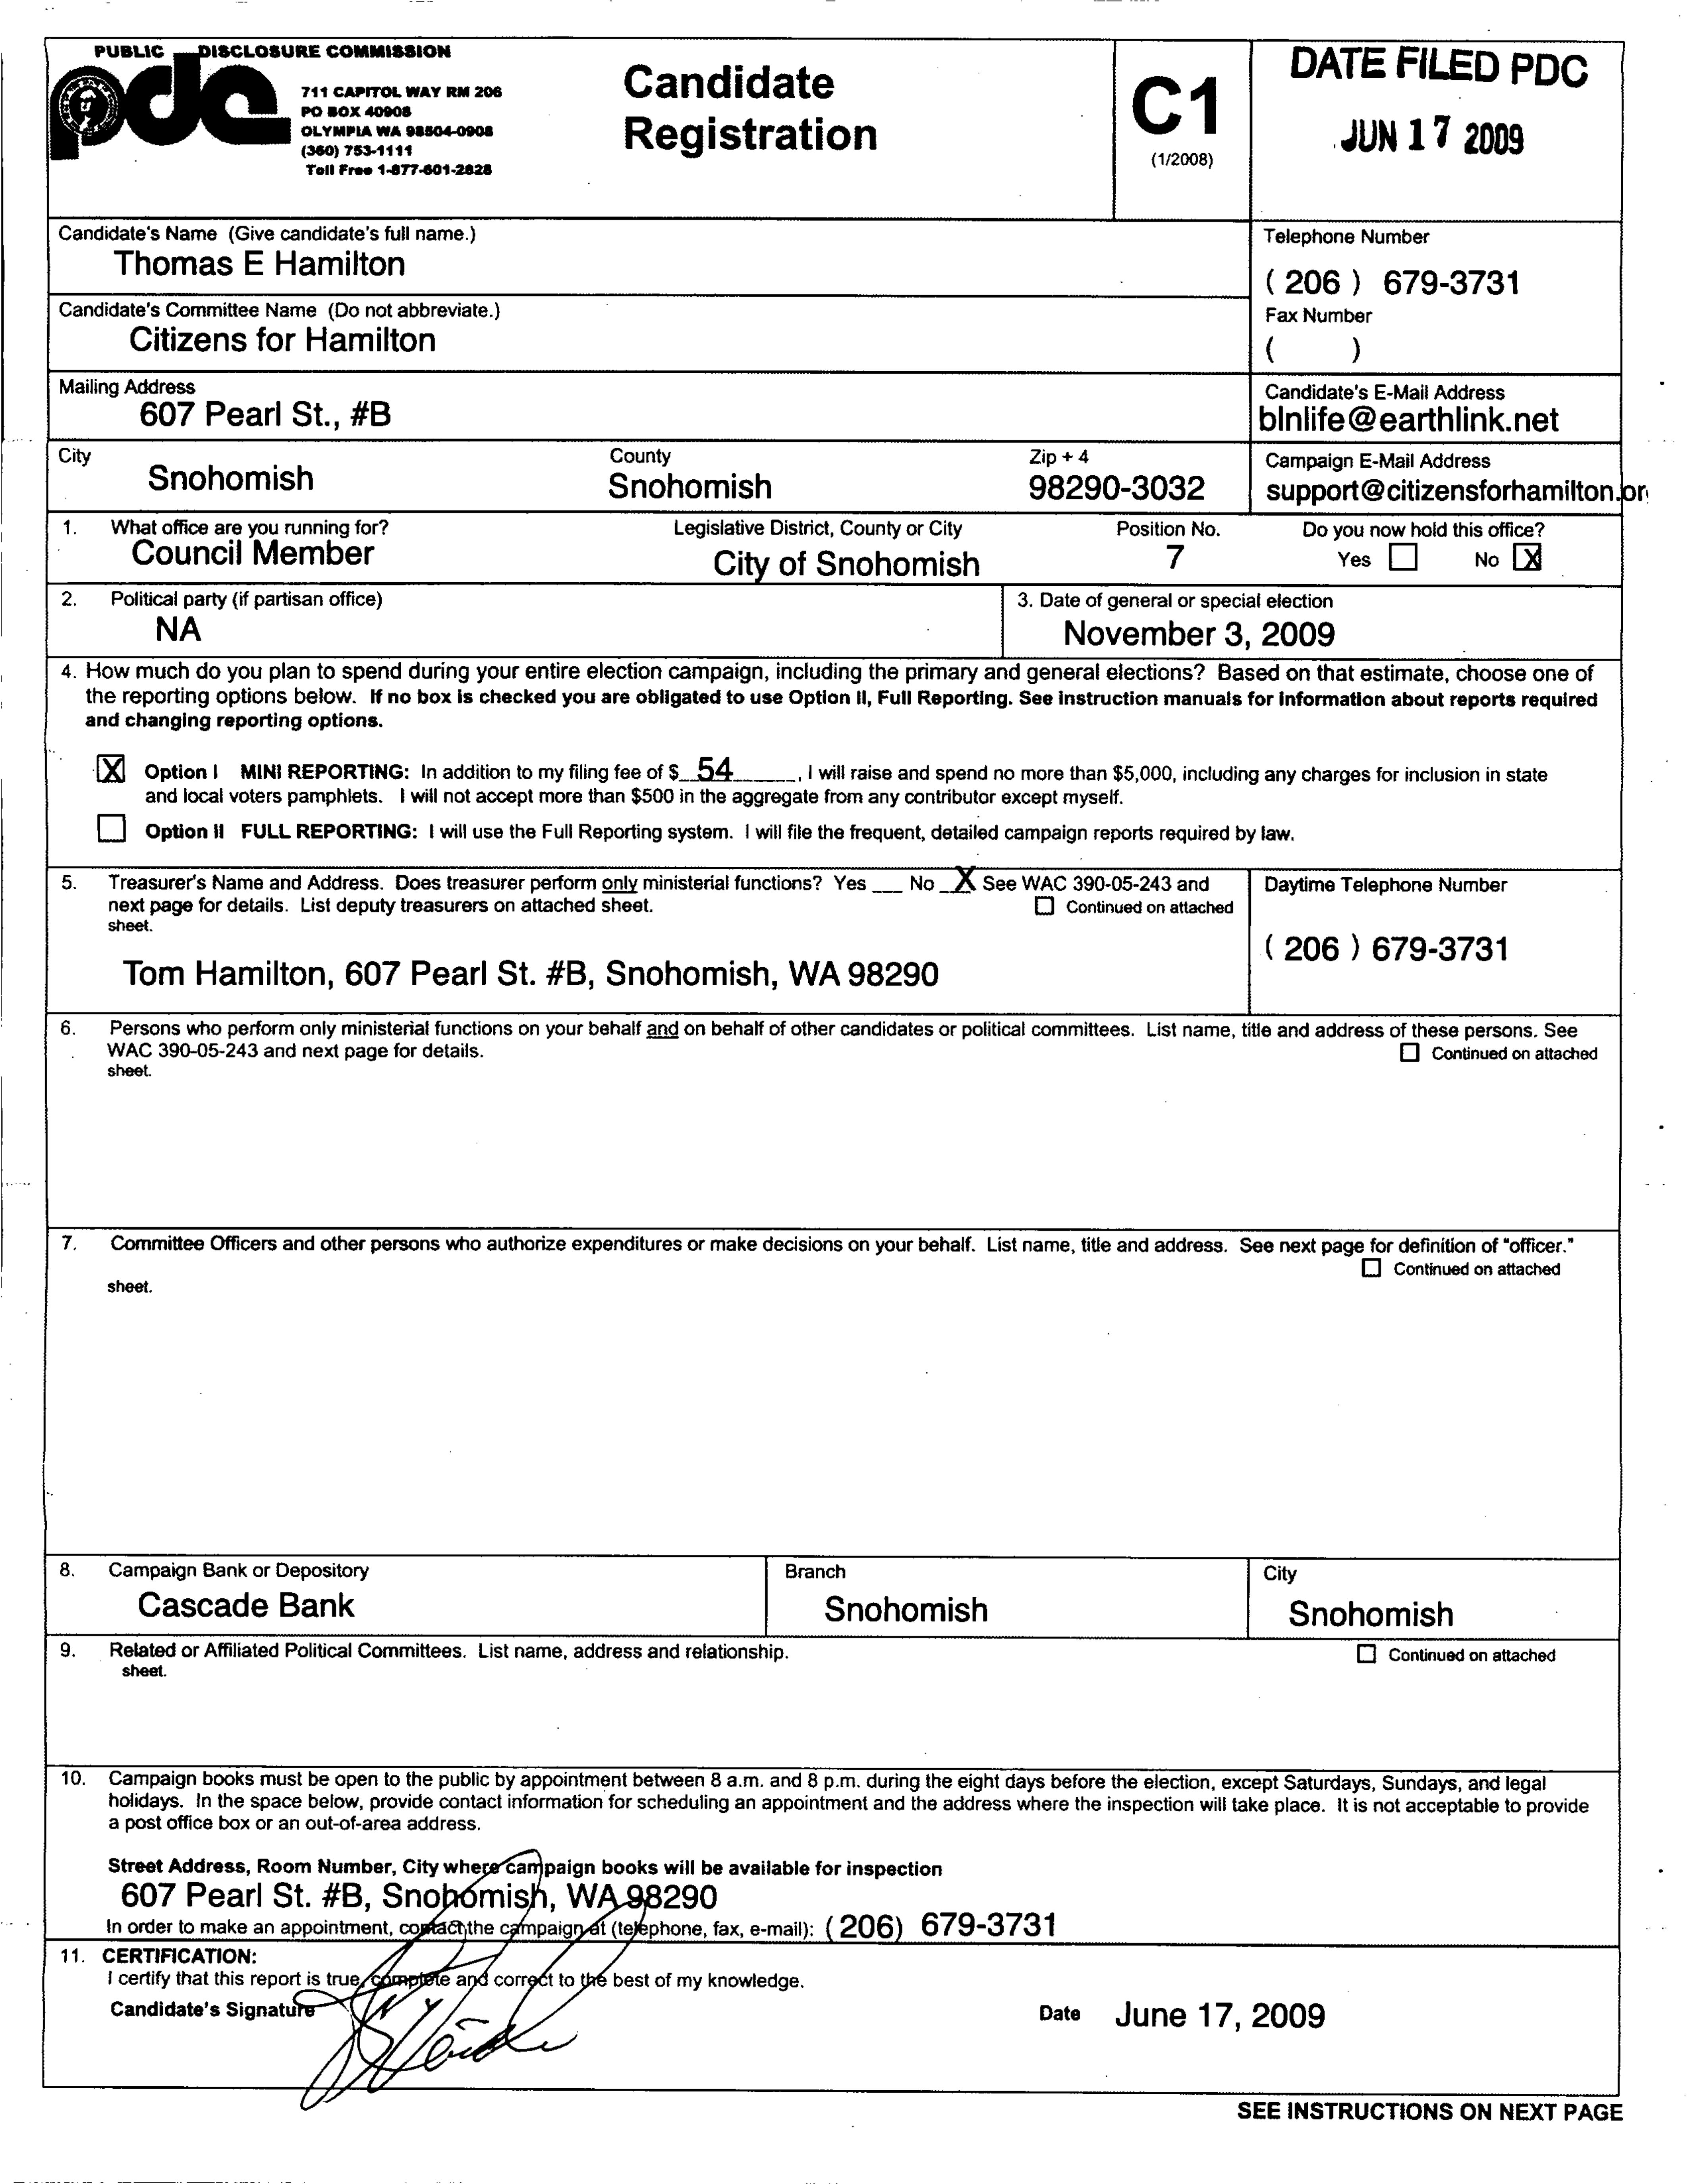 PUBLIC DISCLOSURE COMMISSION
pdc
711 CAPITOL WAY RM 206
PO BOX 40908
OLYMPIA WA 98504-0908
(360) 753-1111
Toll Free 1-877-601-2828
Candidate
Registration
C1
(1/2008)
DATE FILED PDC
JUN 17 2009
Candidate's Name (Give candidate's full name.)
Thomas E Hamilton
Telephone Number
( 206 ) 679-3731
Candidate's Committee Name (Do not abbreviate.)
Citizens for Hamilton
Fax Number
( )
Mailing Address
607 Pearl St., #B
Candidate's E-Mail Address
blnlife@earthlink.net
City County Zip + 4
Snohomish Snohomish 98290-3032
Campaign E-Mail Address
support@citizensforhamilton.or
1. What office are you running for? Legislative District, County or City Position No. Do you now hold this office?
Council Member City of Snohomish 7 Yes No X
2. Political party (if partisan office)
NA
3. Date of general or special election
November 3, 2009
4. How much do you plan to spend during your entire election campaign, including the primary and general elections? Based on that estimate, choose one of
the reporting options below. If no box is checked you are obligated to use Option II, Full Reporting. See instruction manuals for information about reports required
and changing reporting options.
X Option I MINI REPORTING: In addition to my filing fee of $ 54 , I will raise and spend no more than $5,000, including any charges for inclusion in state
and local voters pamphlets. I will not accept more than $500 in the aggregate from any contributor except myself.
Option II FULL REPORTING: I will use the Full Reporting system. I will file the frequent, detailed campaign reports required by law.
5. Treasurer's Name and Address. Does treasurer perform only ministerial functions? Yes ___ No _X See WAC 390-05-243 and
next page for details. List deputy treasurers on attached sheet. Continued on attached
sheet.
Tom Hamilton, 607 Pearl St. #B, Snohomish, WA 98290
Daytime Telephone Number
( 206 ) 679-3731
6. Persons who perform only ministerial functions on your behalf and on behalf of other candidates or political committees. List name, title and address of these persons. See
WAC 390-05-243 and next page for details. Continued on attached
sheet.
7. Committee Officers and other persons who authorize expenditures or make decisions on your behalf. List name, title and address. See next page for definition of "officer."
Continued on attached
sheet.
8. Campaign Bank or Depository Branch City
Cascade Bank Snohomish Snohomish
9. Related or Affiliated Political Committees. List name, address and relationship. Continued on attached
sheet.
10. Campaign books must be open to the public by appointment between 8 a.m. and 8 p.m. during the eight days before the election, except Saturdays, Sundays, and legal
holidays. In the space below, provide contact information for scheduling an appointment and the address where the inspection will take place. It is not acceptable to provide
a post office box or an out-of-area address.
Street Address, Room Number, City where campaign books will be available for inspection
607 Pearl St. #B, Snohomish, WA 98290
In order to make an appointment, contact the campaign at (telephone, fax, e-mail): (206) 679-3731
11. CERTIFICATION:
I certify that this report is true, complete and correct to the best of my knowledge.
Candidate's Signature Date June 17, 2009
SEE INSTRUCTIONS ON NEXT PAGE